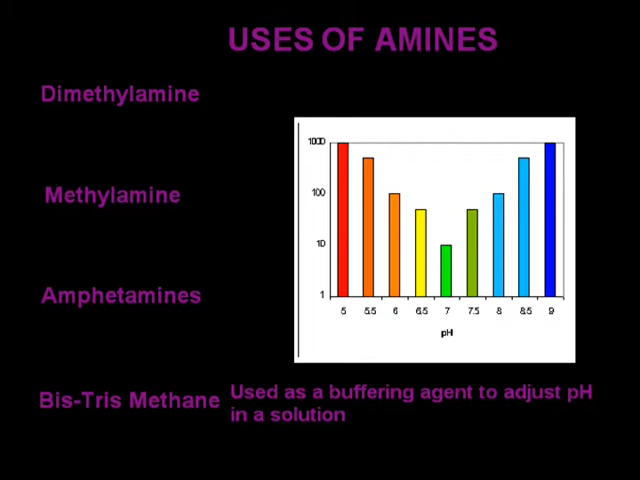 USES OF AMINES
Dimethylamine
Methylamine
Amphetamines
Bis-Tris Methane
Used as a buffering agent to adjust pH
in a solution
1000
100
10
1
5 5.5 6 6.5 7 7.5 8 8.5 9
pH